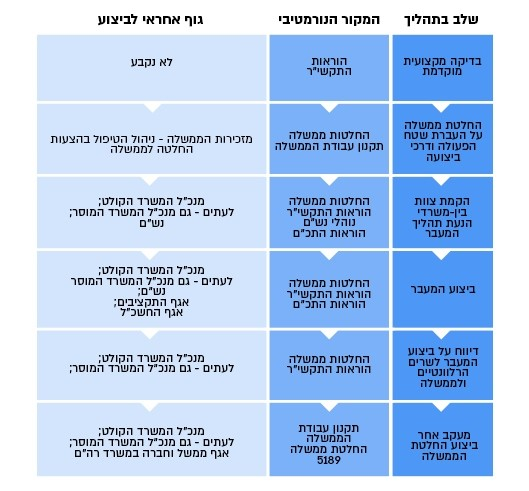 שלב בתהליך
המקור הנורמטיבי
גוף אחראי לביצוע
בדיקה מקצועית
מוקדמת
הוראות
התקשי"ר
לא נקבע
החלטת ממשלה
על העברת שטח
הפעולה ודרכי
ביצועה
החלטות ממשלה
תקנון עבודת הממשלה
מזכירות הממשלה - ניהול הטיפול בהצעות
החלטה לממשלה
הקמת צוות
בין-משרדי
הנעת תהליך
המעבר
החלטות ממשלה
הוראות התקשי"ר
נוהלי נש"ם
הוראות התכ"ם
מנכ"ל המשרד הקולט;
לעתים - גם מנכ"ל המשרד המוסר;
נש"ם
ביצוע המעבר
החלטות ממשלה
הוראות התקשי"ר
הוראות התכ"ם
מנכ"ל המשרד הקולט;
לעתים - גם מנכ"ל המשרד המוסר
נש"ם;
אגף התקציבים;
אגף החשכ"ל
דיווח על ביצוע
המעבר לשרים
הרלוונטיים
ולממשלה
החלטות ממשלה
הוראות התקשי"ר
מנכ"ל המשרד הקולט;
לעתים - גם מנכ"ל המשרד המוסר;
מעקב אחר
ביצוע החלטת
הממשלה
תקנון עבודת
הממשלה
החלטת ממשלה
5189
מנכ"ל המשרד הקולט;
לעתים - גם מנכ"ל המשרד המוסר;
אגף ממשל וחברה במשרד רה"ם